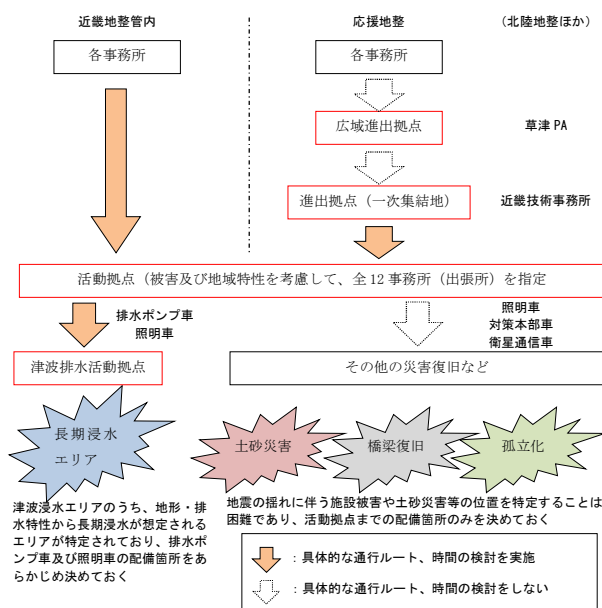 近畿地整管内
応援地整
（北陸地整ほか）
各事務所
各事務所
広域進出拠点
草津 PA
進出拠点（一次集結地）
近畿技術事務所
活動拠点（被害及び地域特性を考慮して、全12事務所（出張所）を指定
排水ポンプ車
照明車
照明車
対策本部車
衛星通信車
津波排水活動拠点
その他の災害復旧など
長期浸水
エリア
土砂災害
橋梁復旧
孤立化
津波浸水エリアのうち、地形・排
水特性から長期浸水が想定される
エリアが特定されており、排水ポ
ンプ車及び照明車の配備箇所をあ
らかじめ決めておく
地震の揺れに伴う施設被害や土砂災害等の位置を特定することは
困難であり、活動拠点までの配備箇所のみを決めておく
：具体的な通行ルート、時間の検討を実施
：具体的な通行ルート、時間の検討をしない